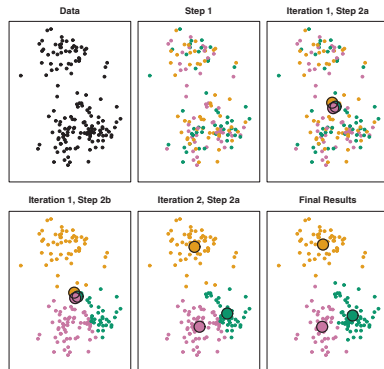 Data
Step 1
Iteration 1, Step 2a
Iteration 1, Step 2b
Iteration 2, Step 2a
Final Results